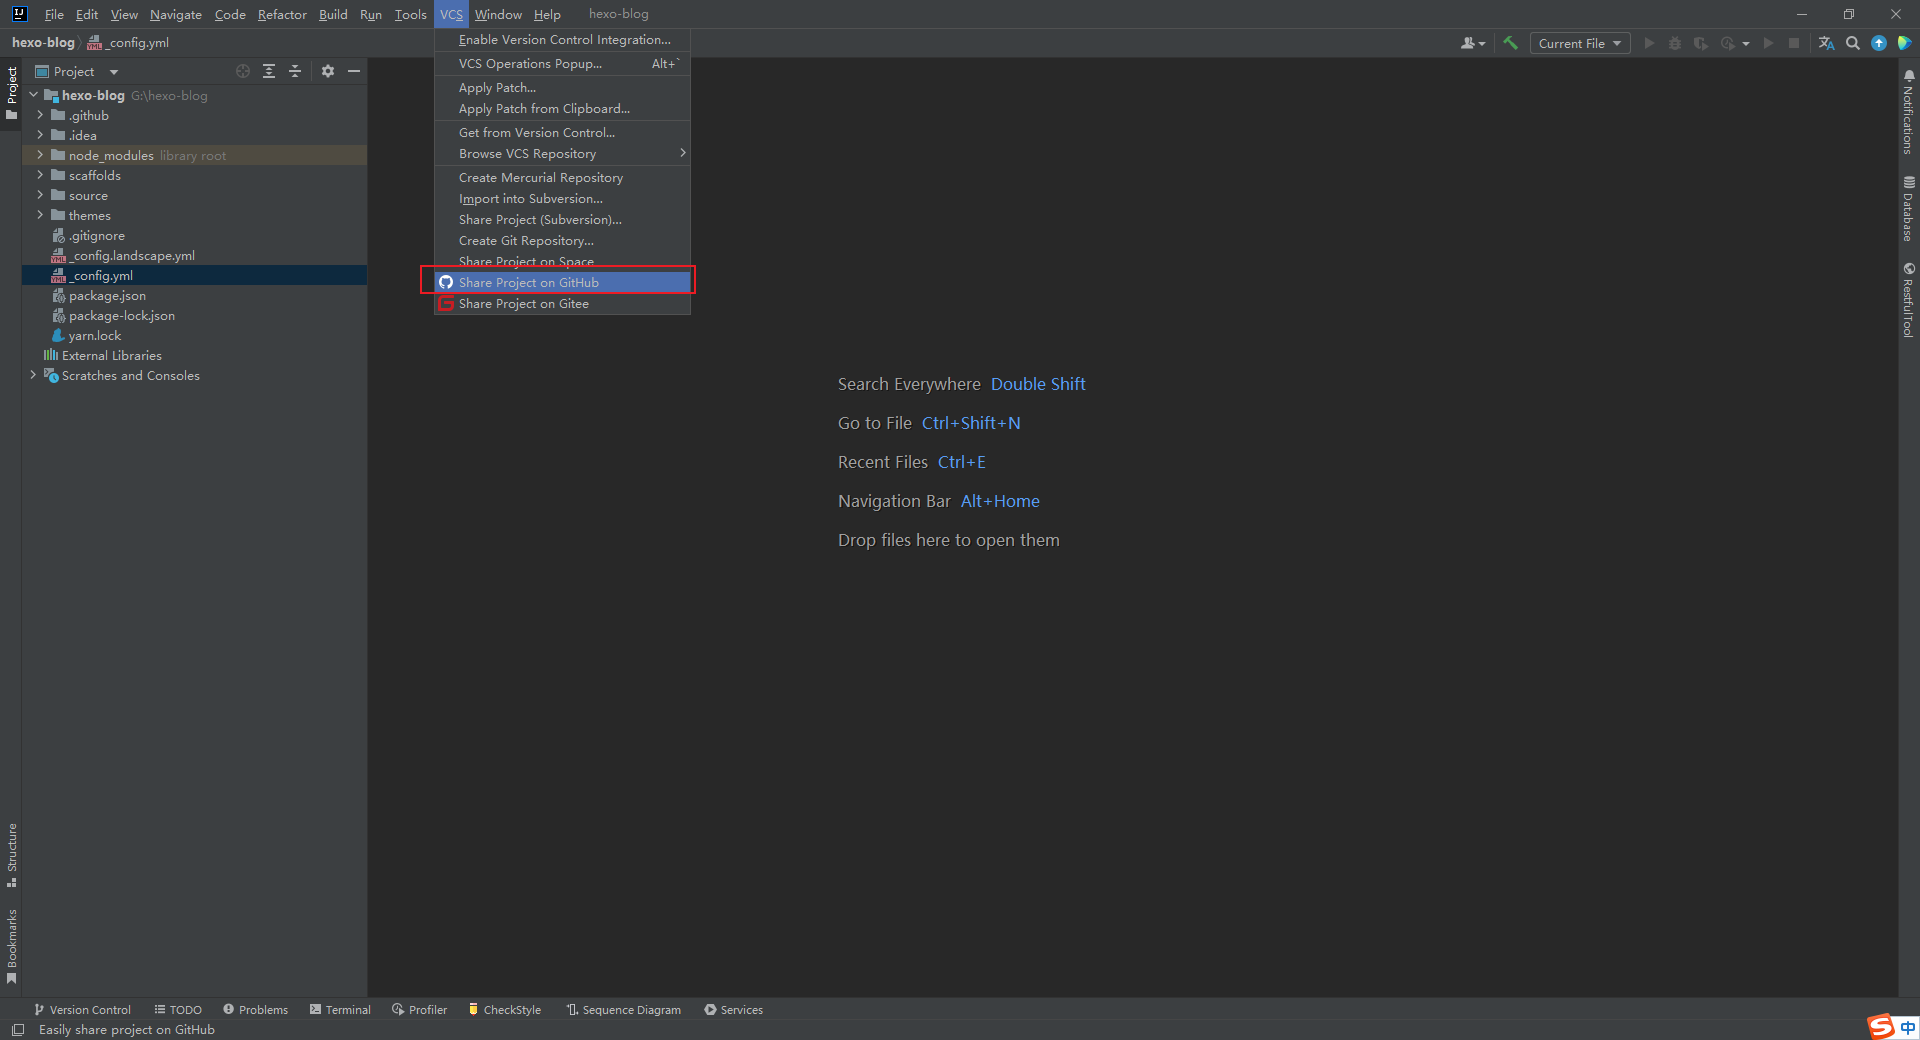 IJ File Edit View Navigate Code Refactor Build Run Tools VCS Window Help hexo-blog
hexo-blog _config.yml
Current File
Project
hexo-blog G:\hexo-blog
.github
.idea
node_modules library root
scaffolds
source
themes
.gitignore
_config.landscape.yml
_config.yml
package.json
package-lock.json
yarn.lock
External Libraries
Scratches and Consoles
Enable Version Control Integration...
VCS Operations Popup... Alt+`
Apply Patch...
Apply Patch from Clipboard...
Get from Version Control...
Browse VCS Repository
Create Mercurial Repository
Import into Subversion...
Share Project (Subversion)...
Create Git Repository...
Share Project on Space
Share Project on GitHub
Share Project on Gitee
Search Everywhere Double Shift
Go to File Ctrl+Shift+N
Recent Files Ctrl+E
Navigation Bar Alt+Home
Drop files here to open them
Project
Structure
Bookmarks
Notifications
Database
RestfulTool
Version Control TODO Problems Terminal Profiler CheckStyle Sequence Diagram Services
Easily share project on GitHub
中